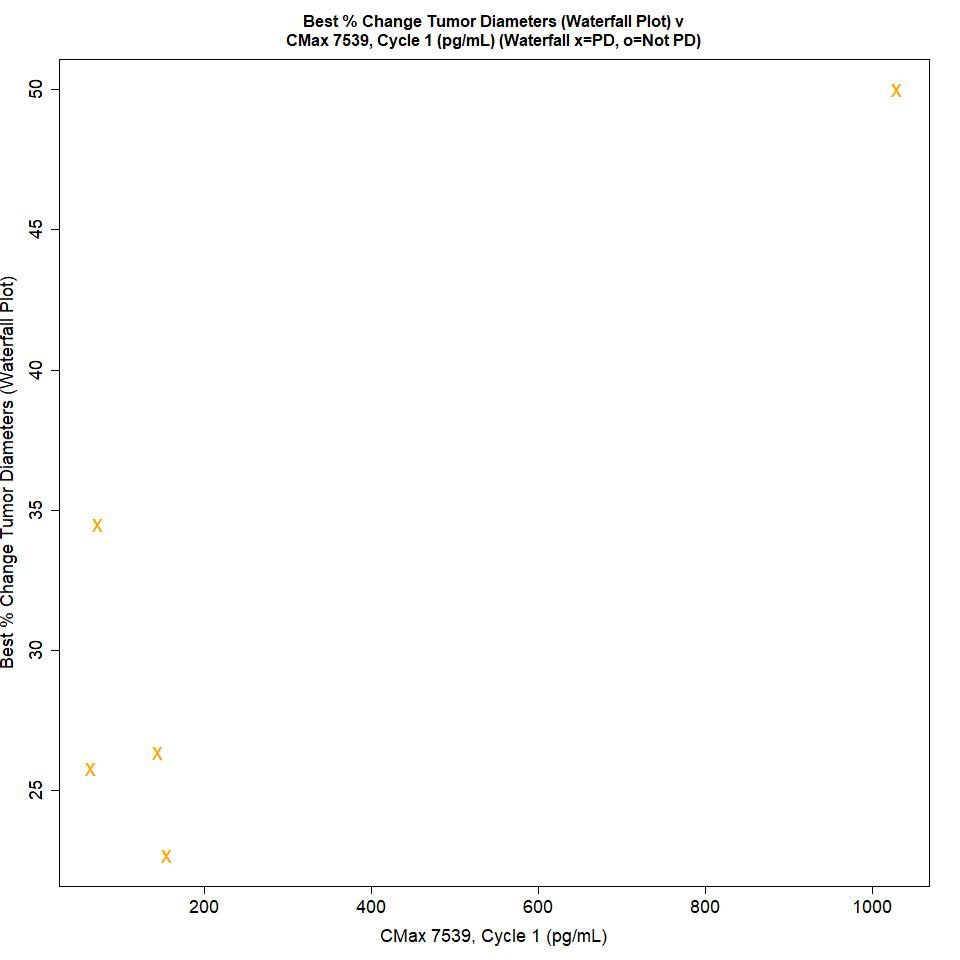 Best % Change Tumor Diameters (Waterfall Plot) v
CMax 7539, Cycle 1 (pg/mL) (Waterfall x=PD, o=Not PD)
Best % Change Tumor Diameters (Waterfall Plot)
50
45
40
35
30
25
X
X
X
X
X
200 400 600 800 1000
CMax 7539, Cycle 1 (pg/mL)